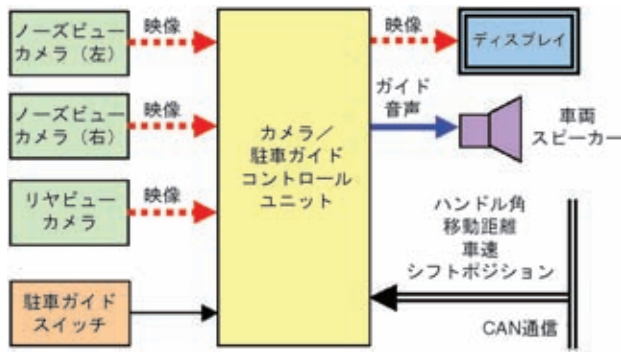 ノーズビュー
カメラ（左）
映像
ノーズビュー
カメラ（右）
映像
リヤビュー
カメラ
映像
駐車ガイド
スイッチ
カメラ／
駐車ガイド
コントロール
ユニット
映像
ディスプレイ
ガイド
音声
車両
スピーカー
ハンドル角
移動距離
車速
シフトポジション
CAN通信